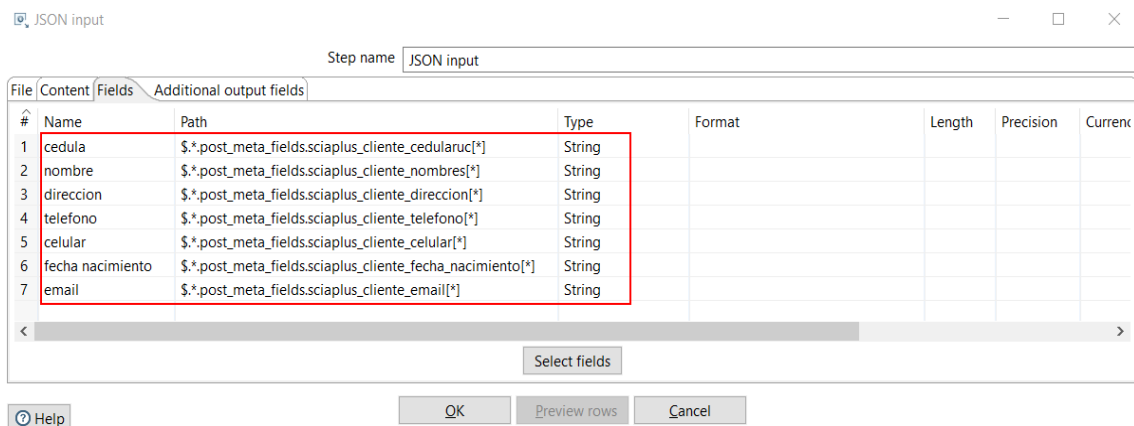 JSON input
Step name JSON input
File Content Fields Additional output fields
# Name Path Type Format Length Precision Currenc
1 cedula $.*.post_meta_fields.sciaplus_cliente_cedularuc[*] String
2 nombre $.*.post_meta_fields.sciaplus_cliente_nombres[*] String
3 direccion $.*.post_meta_fields.sciaplus_cliente_direccion[*] String
4 telefono $.*.post_meta_fields.sciaplus_cliente_telefono[*] String
5 celular $.*.post_meta_fields.sciaplus_cliente_celular[*] String
6 fecha nacimiento $.*.post_meta_fields.sciaplus_cliente_fecha_nacimiento[*] String
7 email $.*.post_meta_fields.sciaplus_cliente_email[*] String
Select fields
Help OK Preview rows Cancel